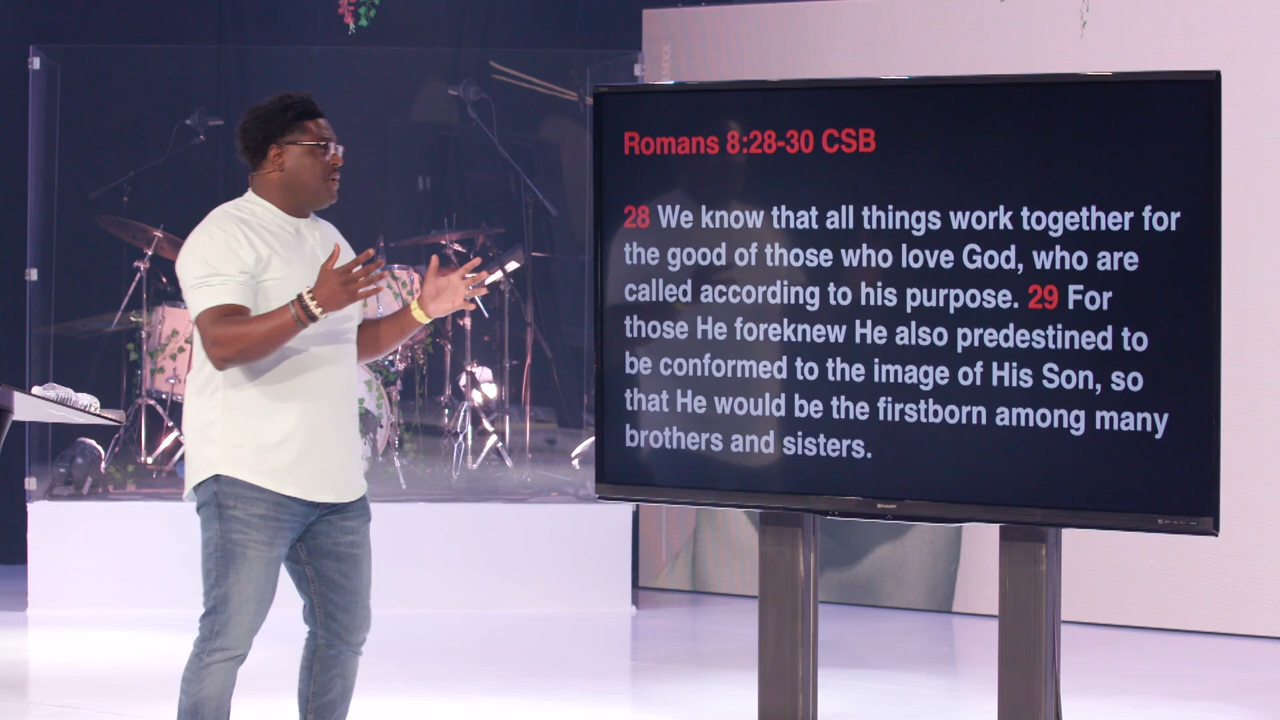 Romans 8:28-30 CSB
28 We know that all things work together for
the good of those who love God, who are
called according to his purpose. 29 For
those He foreknew He also predestined to
be conformed to the image of His Son, so
that He would be the firstborn among many
brothers and sisters.
SHARP